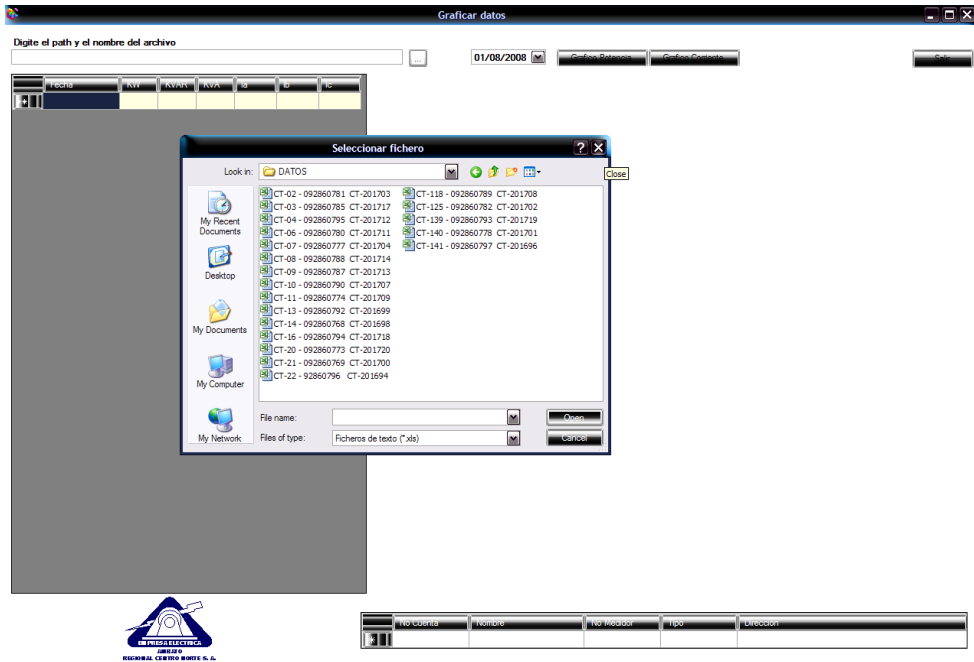 Graficar datos
Digite el path y el nombre del archivo
...
01/08/2008
Grafico Potencia
Grafico Corriente
Salir
Fecha KW KVAR KVA Ia Ib Ic
Seleccionar fichero
Look in: DATOS
Close
My Recent Documents
Desktop
My Documents
My Computer
My Network
CT-02 - 092860781 CT-201703
CT-03 - 092860785 CT-201717
CT-04 - 092860795 CT-201712
CT-06 - 092860780 CT-201711
CT-07 - 092860777 CT-201704
CT-08 - 092860788 CT-201714
CT-09 - 092860787 CT-201713
CT-10 - 092860790 CT-201707
CT-11 - 092860774 CT-201709
CT-13 - 092860792 CT-201699
CT-14 - 092860768 CT-201698
CT-16 - 092860794 CT-201718
CT-20 - 092860773 CT-201720
CT-21 - 092860769 CT-201700
CT-22 - 92860796 CT-201694
CT-118 - 092860789 CT-201708
CT-125 - 092860782 CT-201702
CT-139 - 092860793 CT-201719
CT-140 - 092860778 CT-201701
CT-141 - 092860797 CT-201696
File name:
Open
Files of type: Ficheros de texto (*.xls)
Cancel
EMPRESA ELECTRICA
AMBATO
REGIONAL CENTRO NORTE S. A.
No Cuenta Nombre No Medidor Tipo Direccion